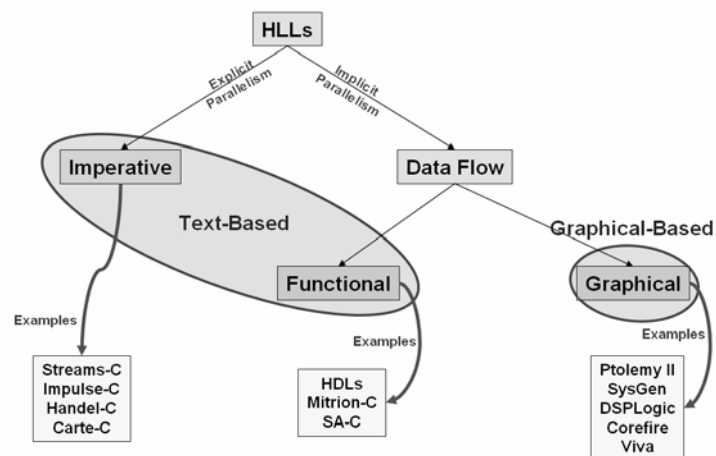 HLLs
Explicit
Parallelism
Implicit
Parallelism
Imperative
Data Flow
Text-Based
Graphical-Based
Functional
Graphical
Examples
Examples
Examples
Streams-C
Impulse-C
Handel-C
Carte-C
HDLs
Mitrion-C
SA-C
Ptolemy II
SysGen
DSPLogic
Corefire
Viva